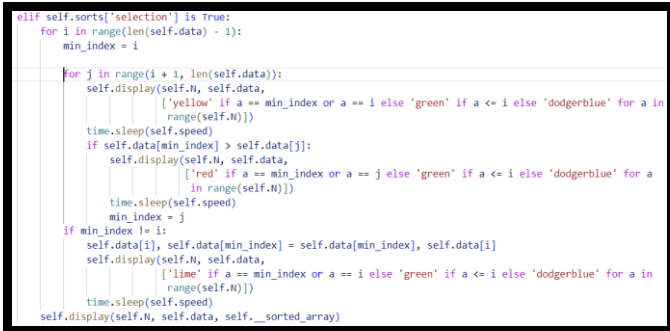 elif self.sorts['selection'] is True:
for i in range(len(self.data) - 1):
min_index = i
for j in range(i + 1, len(self.data)):
self.display(self.N, self.data,
['yellow' if a == min_index or a == i else 'green' if a <= i else 'dodgerblue' for a in
range(self.N)])
time.sleep(self.speed)
if self.data[min_index] > self.data[j]:
self.display(self.N, self.data,
['red' if a == min_index or a == j else 'green' if a <= i else 'dodgerblue' for a
in range(self.N)])
time.sleep(self.speed)
min_index = j
if min_index != i:
self.data[i], self.data[min_index] = self.data[min_index], self.data[i]
self.display(self.N, self.data,
['lime' if a == min_index or a == i else 'green' if a <= i else 'dodgerblue' for a in
range(self.N)])
time.sleep(self.speed)
self.display(self.N, self.data, self.__sorted_array)